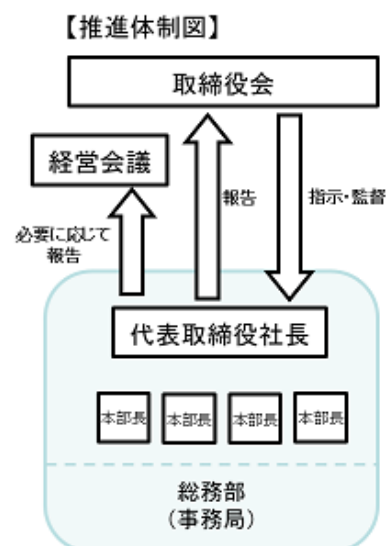 【推進体制図】
取締役会
経営会議
報告
指示・監督
必要に応じて
報告
代表取締役社長
本部長
本部長
本部長
本部長
総務部
(事務局)